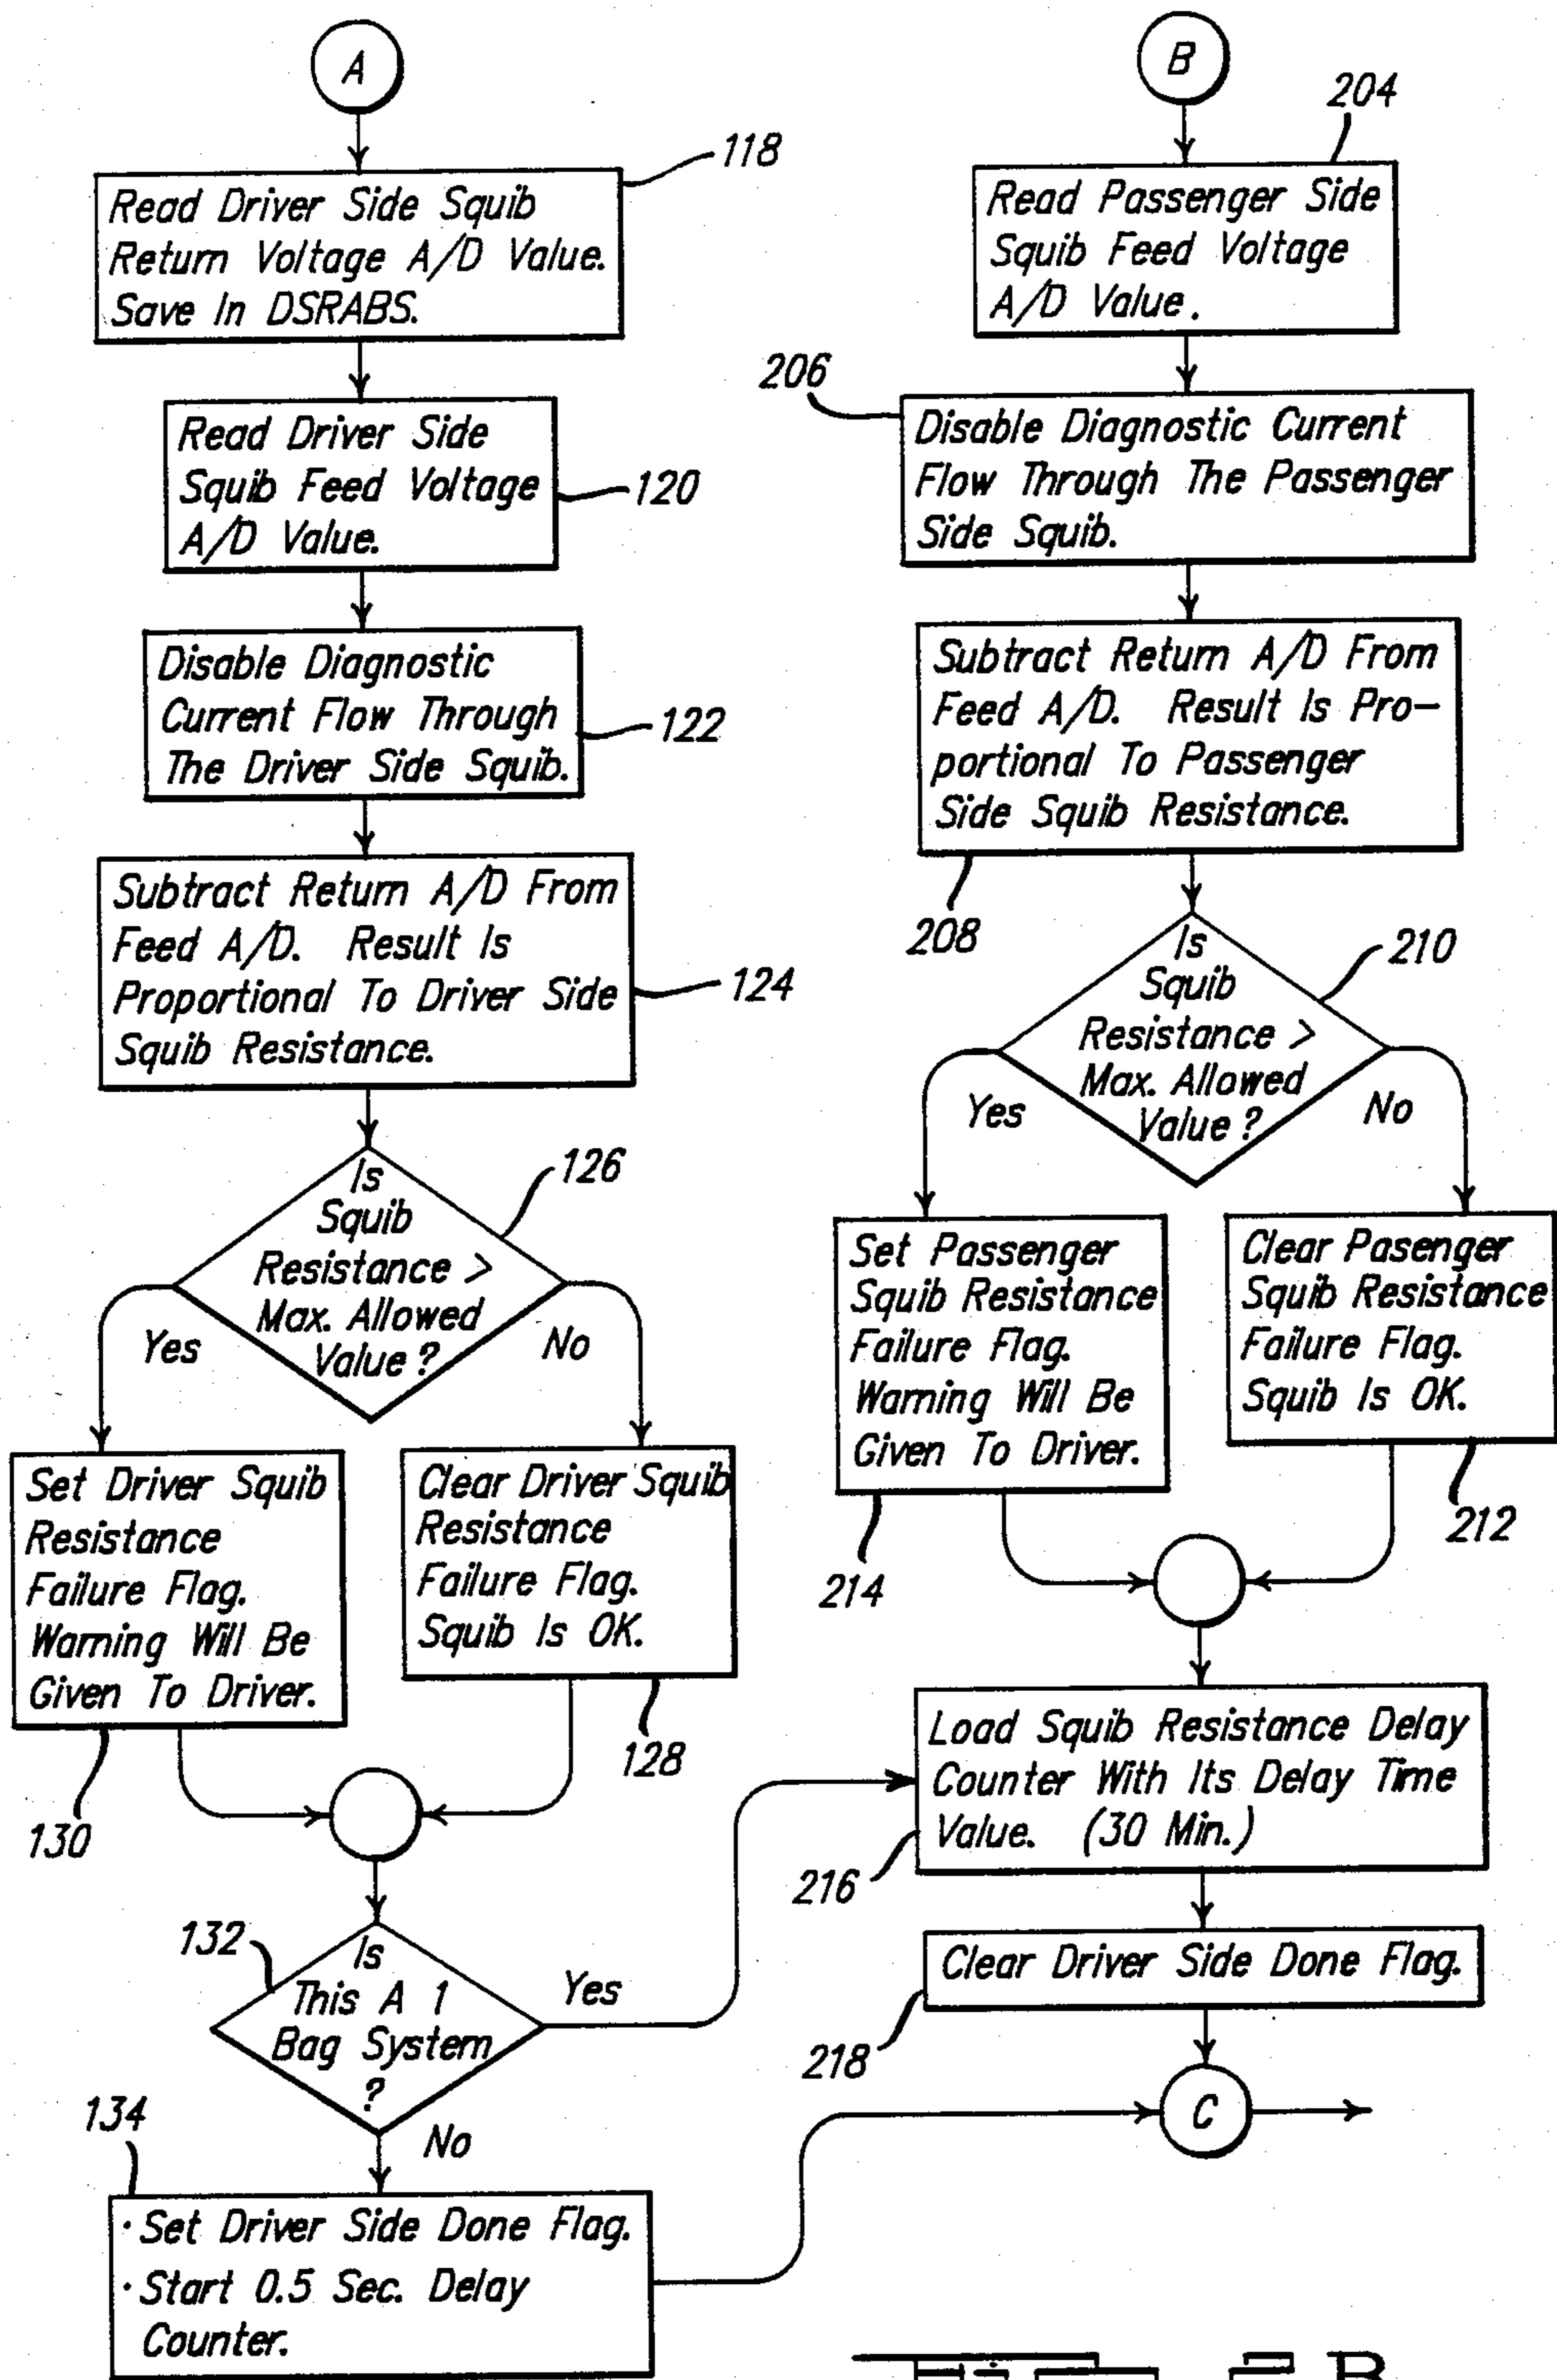 A
118
Read Driver Side Squib
Return Voltage A/D Value.
Save In DSRABS.
Read Driver Side
Squib Feed Voltage
A/D Value.
120
Disable Diagnostic
Current Flow Through
The Driver Side Squib.
122
Subtract Return A/D From
Feed A/D. Result Is
Proportional To Driver Side
Squib Resistance.
124
Is
Squib
Resistance >
Max. Allowed
Value?
126
Yes
No
Set Driver Squib
Resistance
Failure Flag.
Warning Will Be
Given To Driver.
130
Clear Driver Squib
Resistance
Failure Flag.
Squib Is OK.
128
132
Is
This A 1
Bag System
?
Yes
No
134
· Set Driver Side Done Flag.
· Start 0.5 Sec. Delay
Counter.
B
204
Read Passenger Side
Squib Feed Voltage
A/D Value.
206
Disable Diagnostic Current
Flow Through The Passenger
Side Squib.
Subtract Return A/D From
Feed A/D. Result Is Pro-
portional To Passenger
Side Squib Resistance.
208
Is
Squib
Resistance >
Max. Allowed
Value?
210
Yes
No
Set Passenger
Squib Resistance
Failure Flag.
Warning Will Be
Given To Driver.
214
Clear Pasenger
Squib Resistance
Failure Flag.
Squib Is OK.
212
Load Squib Resistance Delay
Counter With Its Delay Time
Value. (30 Min.)
216
Clear Driver Side Done Flag.
218
C